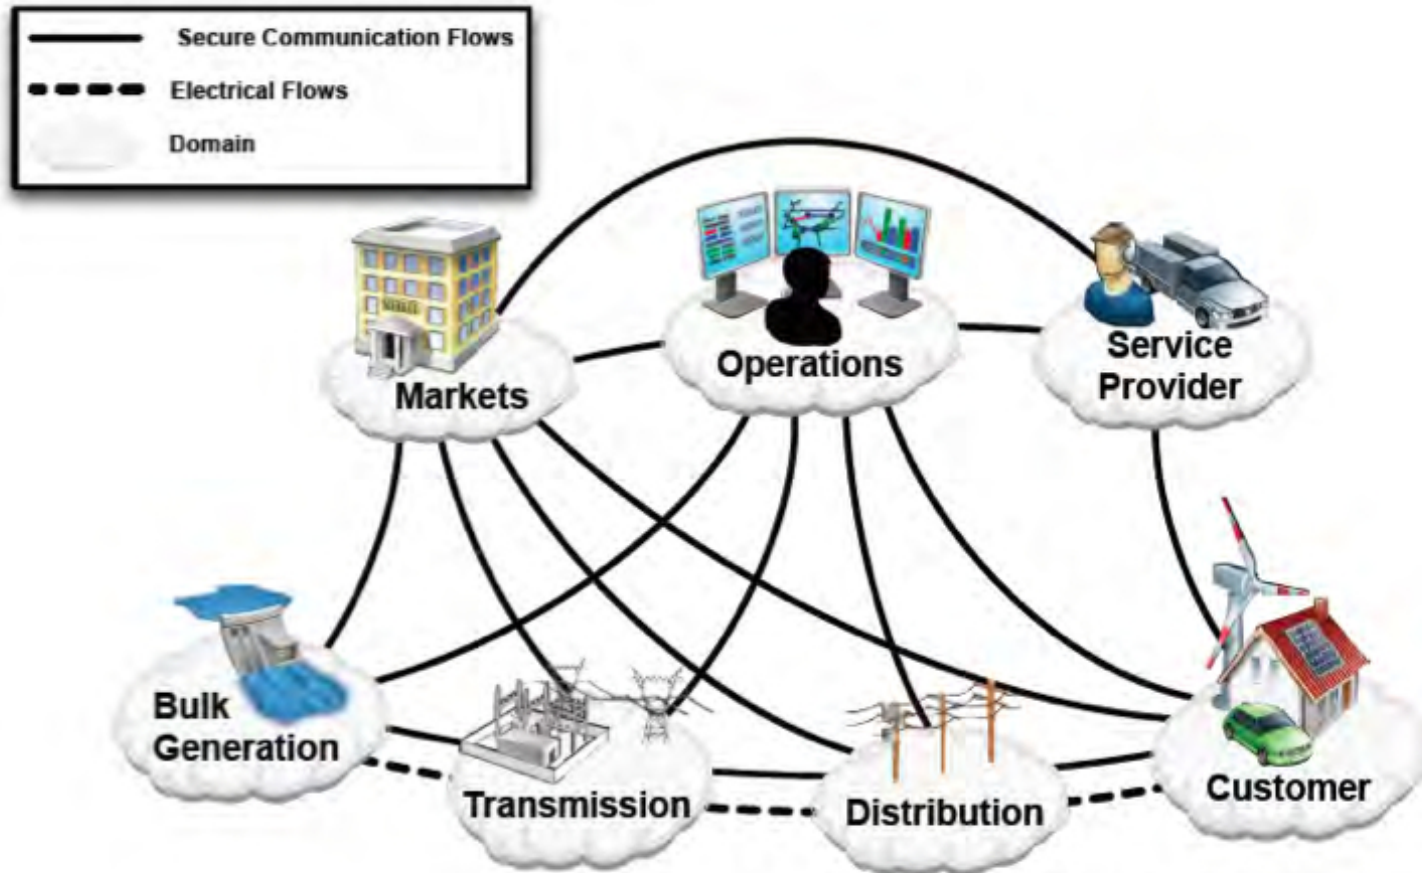 Secure Communication Flows
Electrical Flows
Domain
Markets
Operations
Service
Provider
Bulk
Generation
Transmission
Distribution
Customer